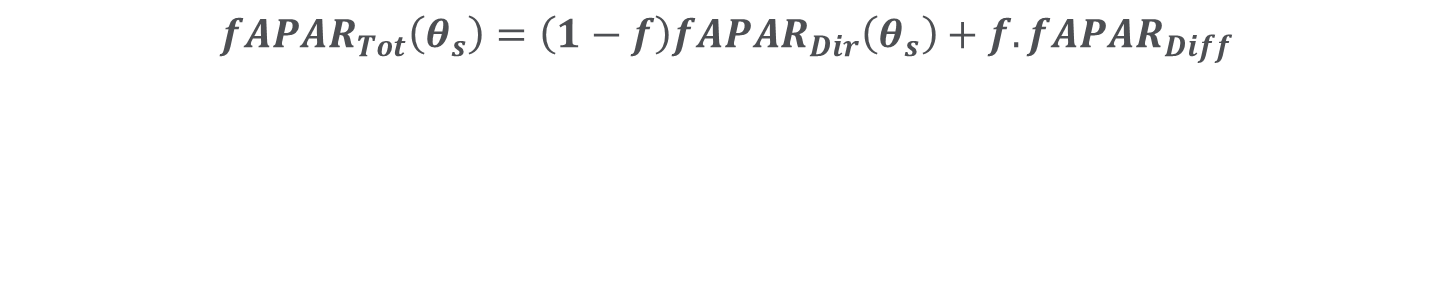 fAPAR_Tot(θ_s) = (1 − f)fAPAR_Dir(θ_s) + f.fAPAR_Diff